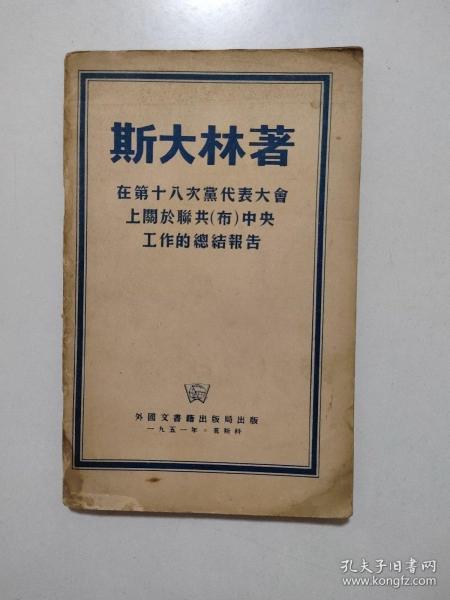 斯大林著
在第十八次黨代表大會
上關於聯共(布)中央
工作的總結報告
外國文書籍出版局出版
一九五一年·莫斯科
孔夫子旧书网
www.kongfz.com